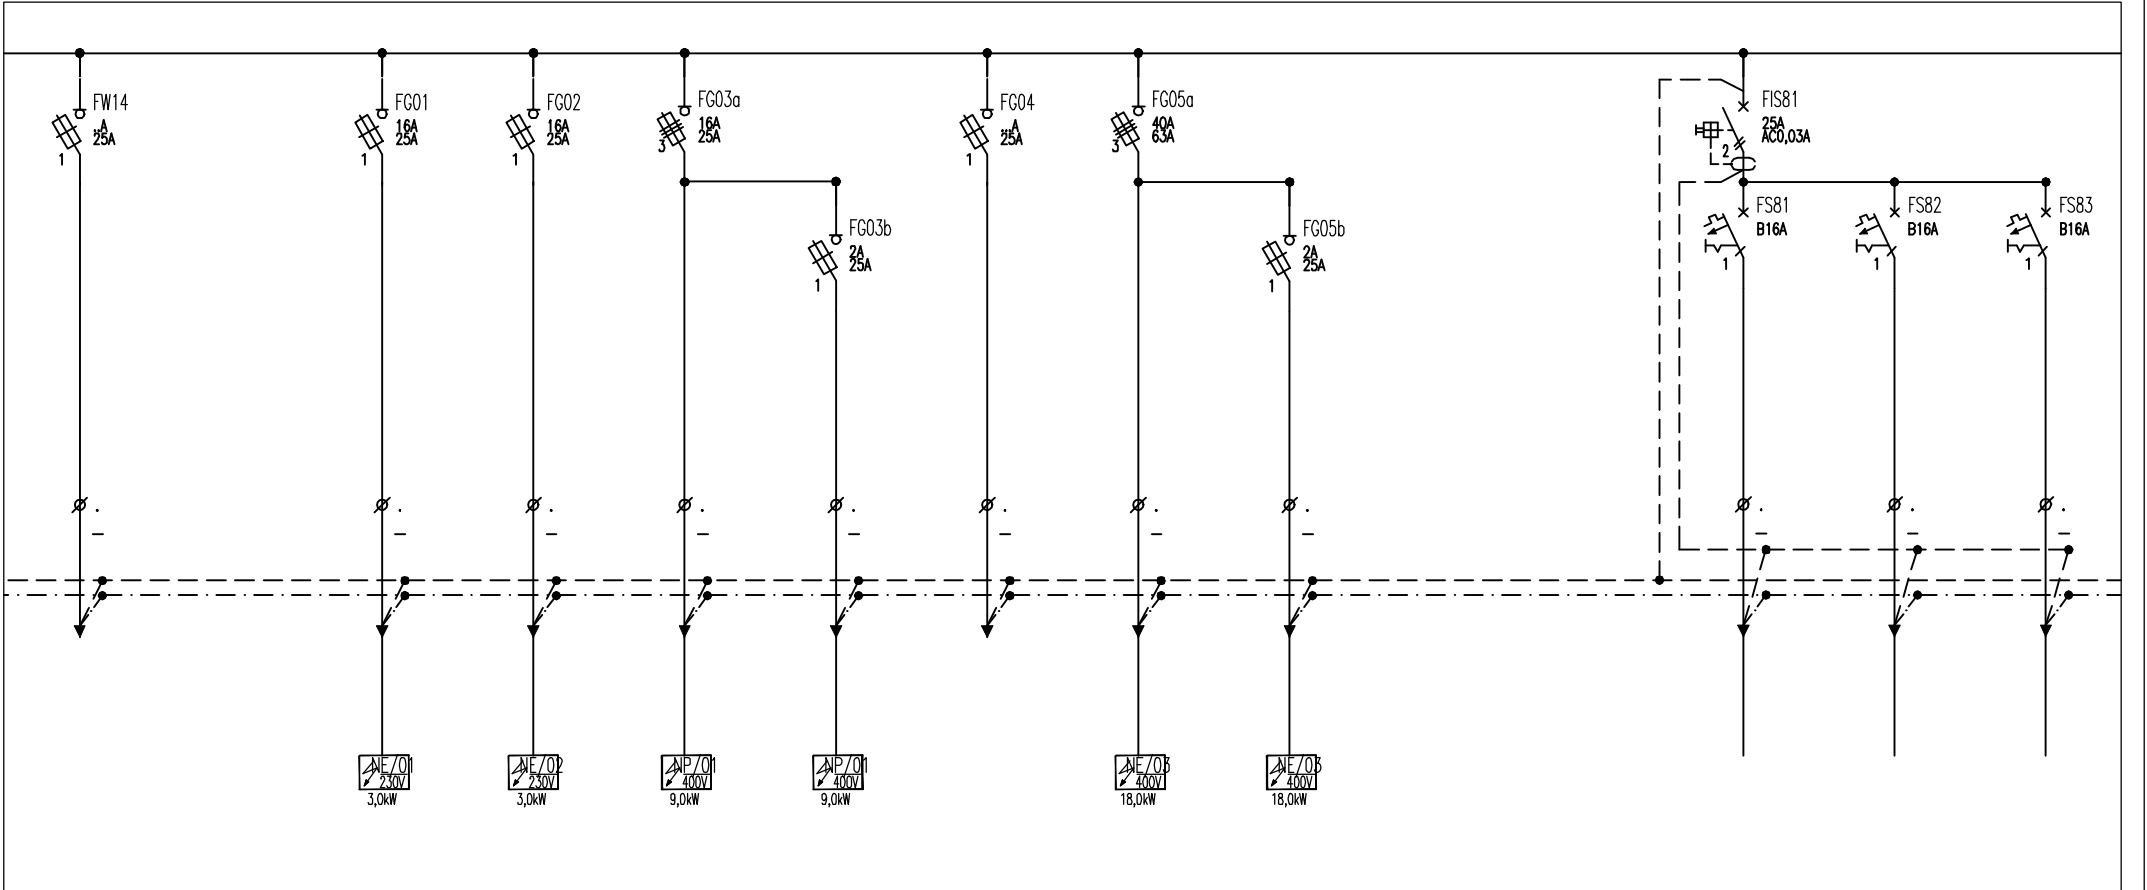 FW14
..A
25A
1
FG01
16A
25A
1
FG02
16A
25A
1
FG03a
16A
25A
3
FG03b
2A
25A
1
FG04
..A
25A
1
FG05a
40A
63A
3
FG05b
2A
25A
1
FIS81
25A
AC0,03A
2
FS81
B16A
1
FS82
B16A
1
FS83
B16A
1
NE/01
230V
3,0kW
NE/02
230V
3,0kW
NP/01
400V
9,0kW
NP/01
400V
9,0kW
NE/03
400V
18,0kW
NE/03
400V
18,0kW